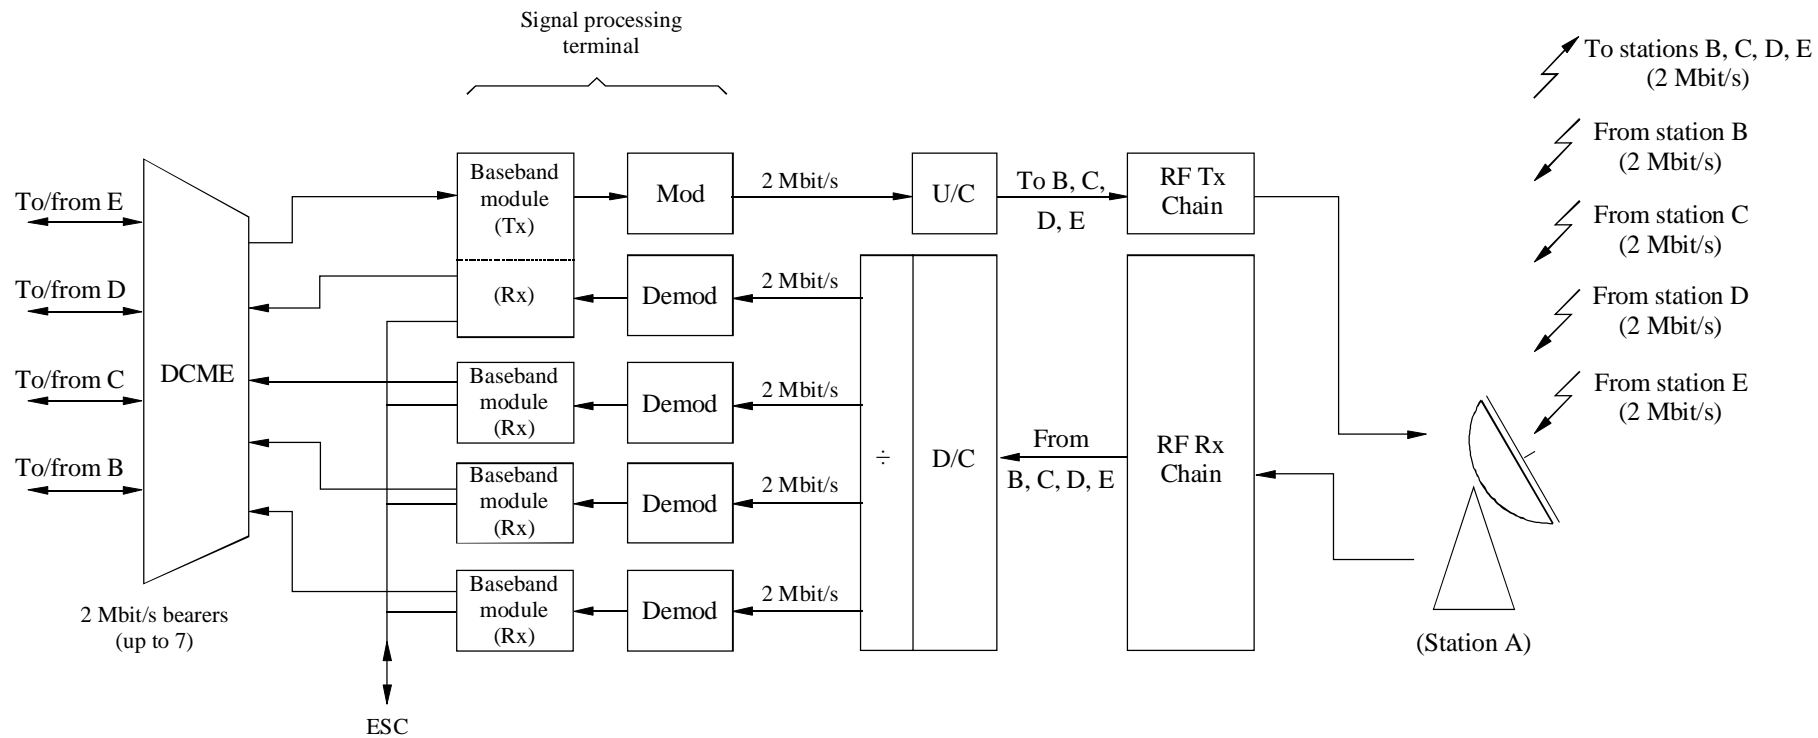 Signal processing
terminal
To stations B, C, D, E
(2 Mbit/s)
From station B
(2 Mbit/s)
From station C
(2 Mbit/s)
From station D
(2 Mbit/s)
From station E
(2 Mbit/s)
To/from E
To/from D
To/from C
To/from B
DCME
2 Mbit/s bearers
(up to 7)
Baseband
module
(Tx)
(Rx)
Mod
2 Mbit/s
U/C
To B, C,
D, E
RF Tx
Chain
Demod
2 Mbit/s
Baseband
module
(Rx)
Demod
2 Mbit/s
Baseband
module
(Rx)
Demod
2 Mbit/s
Baseband
module
(Rx)
Demod
2 Mbit/s
÷
D/C
From
B, C, D, E
RF Rx
Chain
(Station A)
ESC